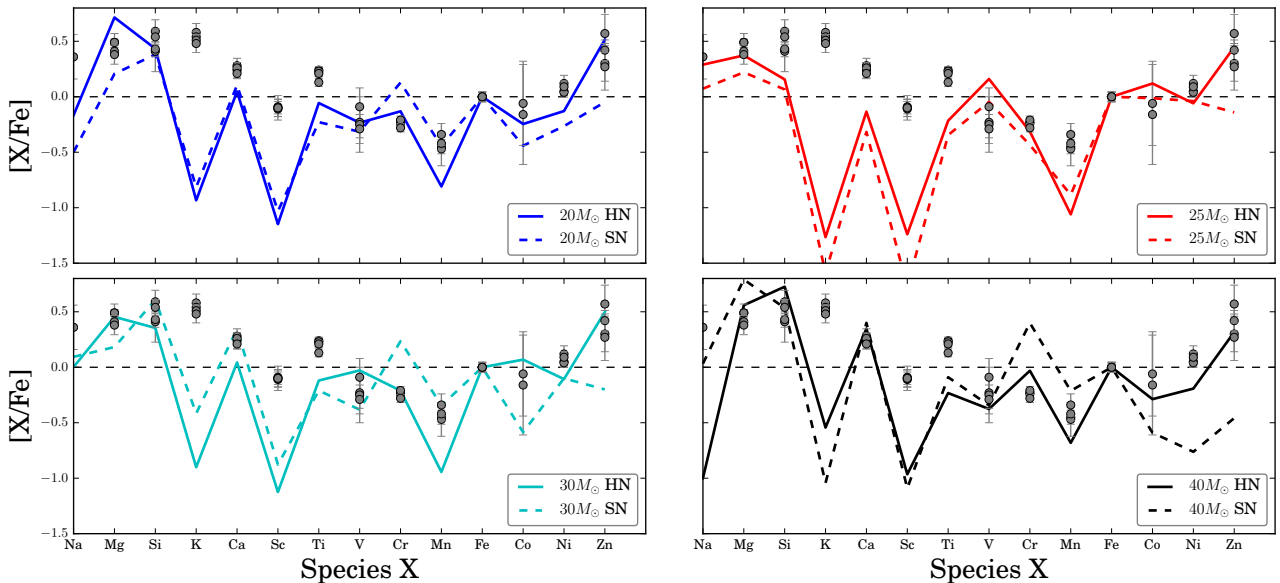 [X/Fe]
0.5
0.0
−0.5
−1.0
−1.5
20M⊙ HN
20M⊙ SN
25M⊙ HN
25M⊙ SN
[X/Fe]
0.5
0.0
−0.5
−1.0
−1.5
30M⊙ HN
30M⊙ SN
40M⊙ HN
40M⊙ SN
Na Mg Si K Ca Sc Ti V Cr Mn Fe Co Ni Zn
Na Mg Si K Ca Sc Ti V Cr Mn Fe Co Ni Zn
Species X
Species X